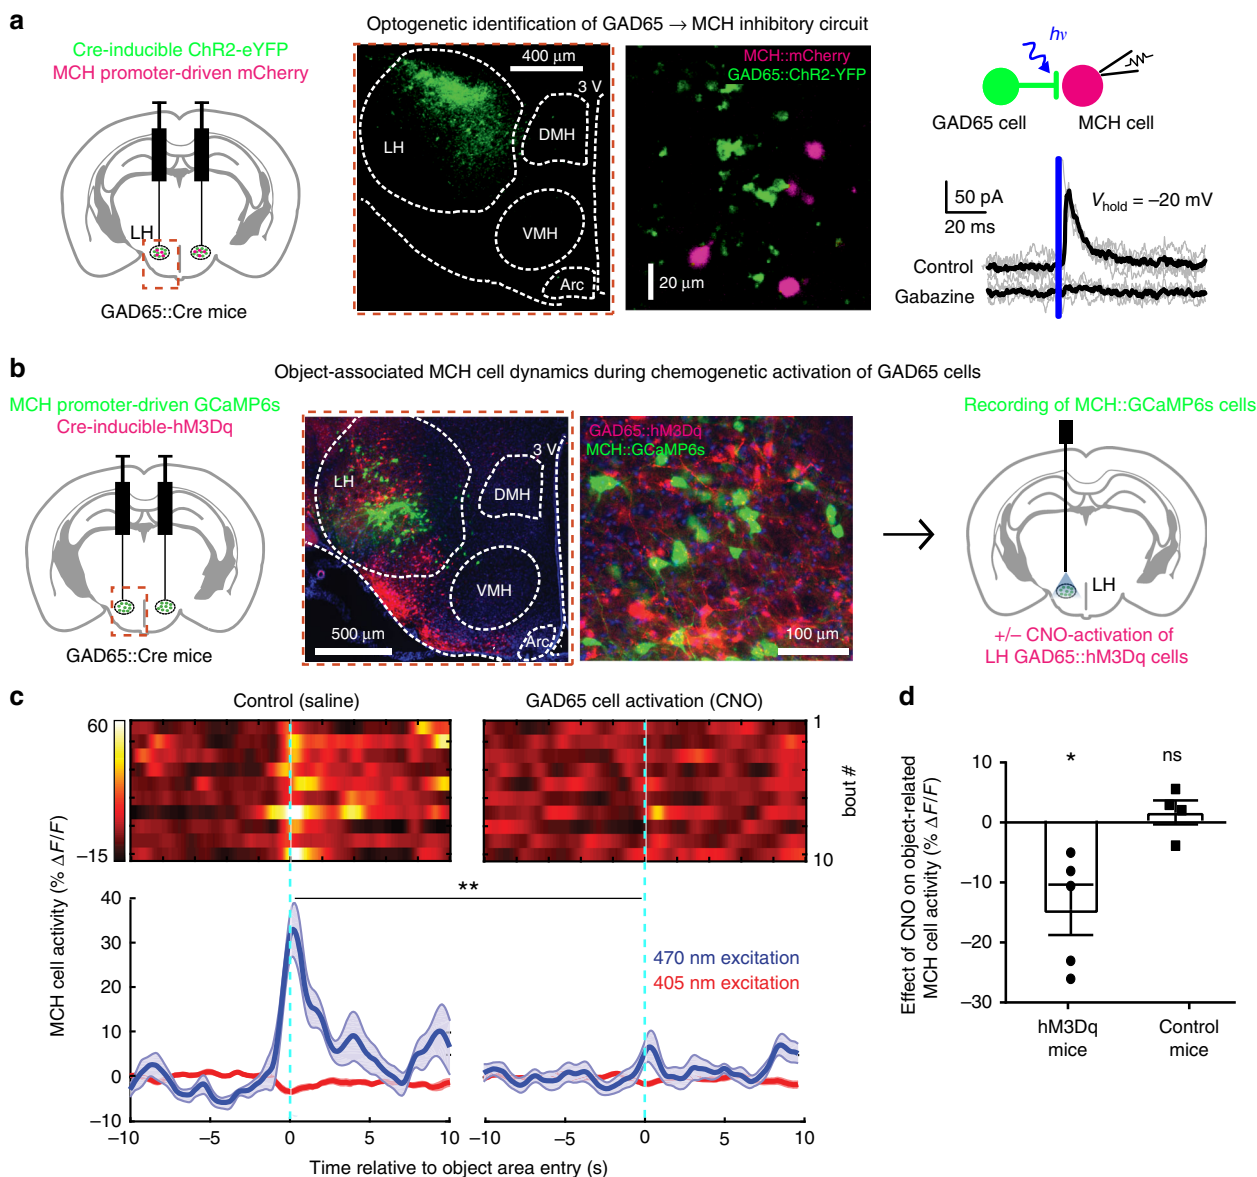 a
Optogenetic identification of GAD65 → MCH inhibitory circuit
Cre-inducible ChR2-eYFP
MCH promoter-driven mCherry
LH
GAD65::Cre mice
400 µm
3 V
LH
DMH
VMH
Arc
MCH::mCherry
GAD65::ChR2-YFP
20 µm
hν
GAD65 cell
MCH cell
50 pA
20 ms
Vhold = –20 mV
Control
Gabazine
b
Object-associated MCH cell dynamics during chemogenetic activation of GAD65 cells
MCH promoter-driven GCaMP6s
Cre-inducible-hM3Dq
GAD65::Cre mice
3 V
LH
DMH
VMH
Arc
500 µm
GAD65::hM3Dq
MCH::GCaMP6s
100 µm
Recording of MCH::GCaMP6s cells
LH
+/– CNO-activation of
LH GAD65::hM3Dq cells
c
Control (saline)
GAD65 cell activation (CNO)
60
–15
1
10
bout #
MCH cell activity (% ΔF/F)
**
40
30
20
10
0
–10
470 nm excitation
405 nm excitation
–10 –5 0 5 10
–10 –5 0 5 10
Time relative to object area entry (s)
d
Effect of CNO on object-related
MCH cell activity (% ΔF/F)
10
0
–10
–20
–30
*
ns
hM3Dq
mice
Control
mice